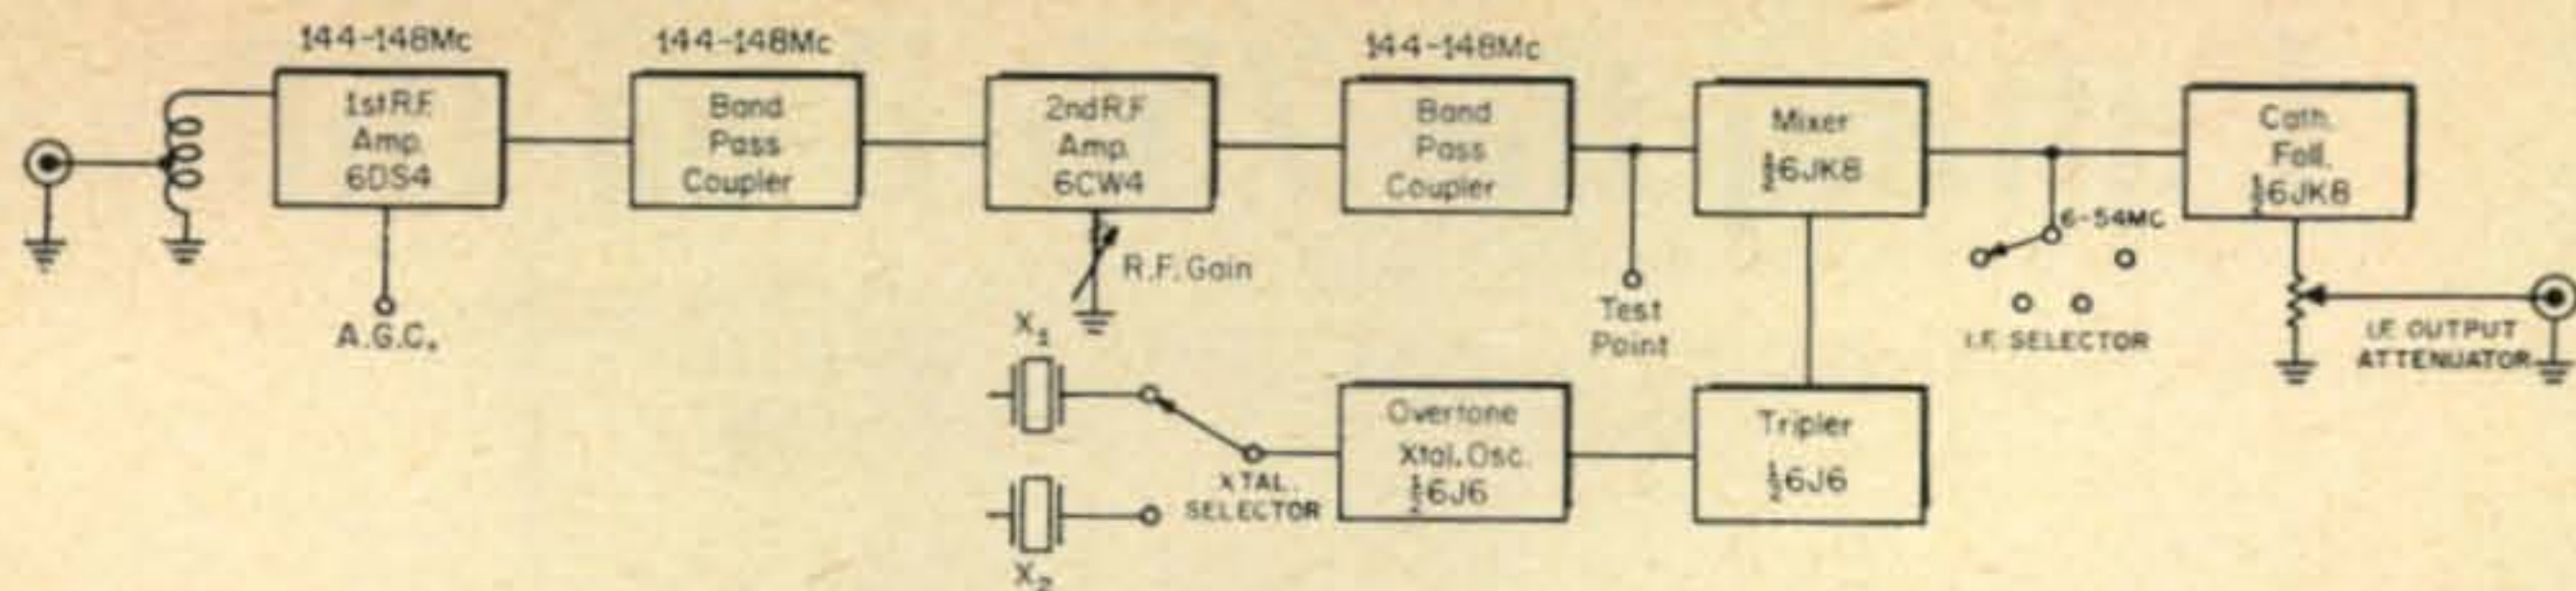 144-148Mc
144-148Mc
144-148Mc
1st R.F.
Amp.
6DS4
Band
Pass
Coupler
2nd R.F
Amp.
6CW4
Band
Pass
Coupler
Mixer
½6JK8
Cath.
Foll.
½6JK8
A.G.C.
R.F. Gain
Test
Point
6-54MC
I.F. SELECTOR
I.F. OUTPUT
ATTENUATOR
X1
X2
XTAL.
SELECTOR
Overtone
Xtal. Osc.
½6J6
Tripler
½6J6